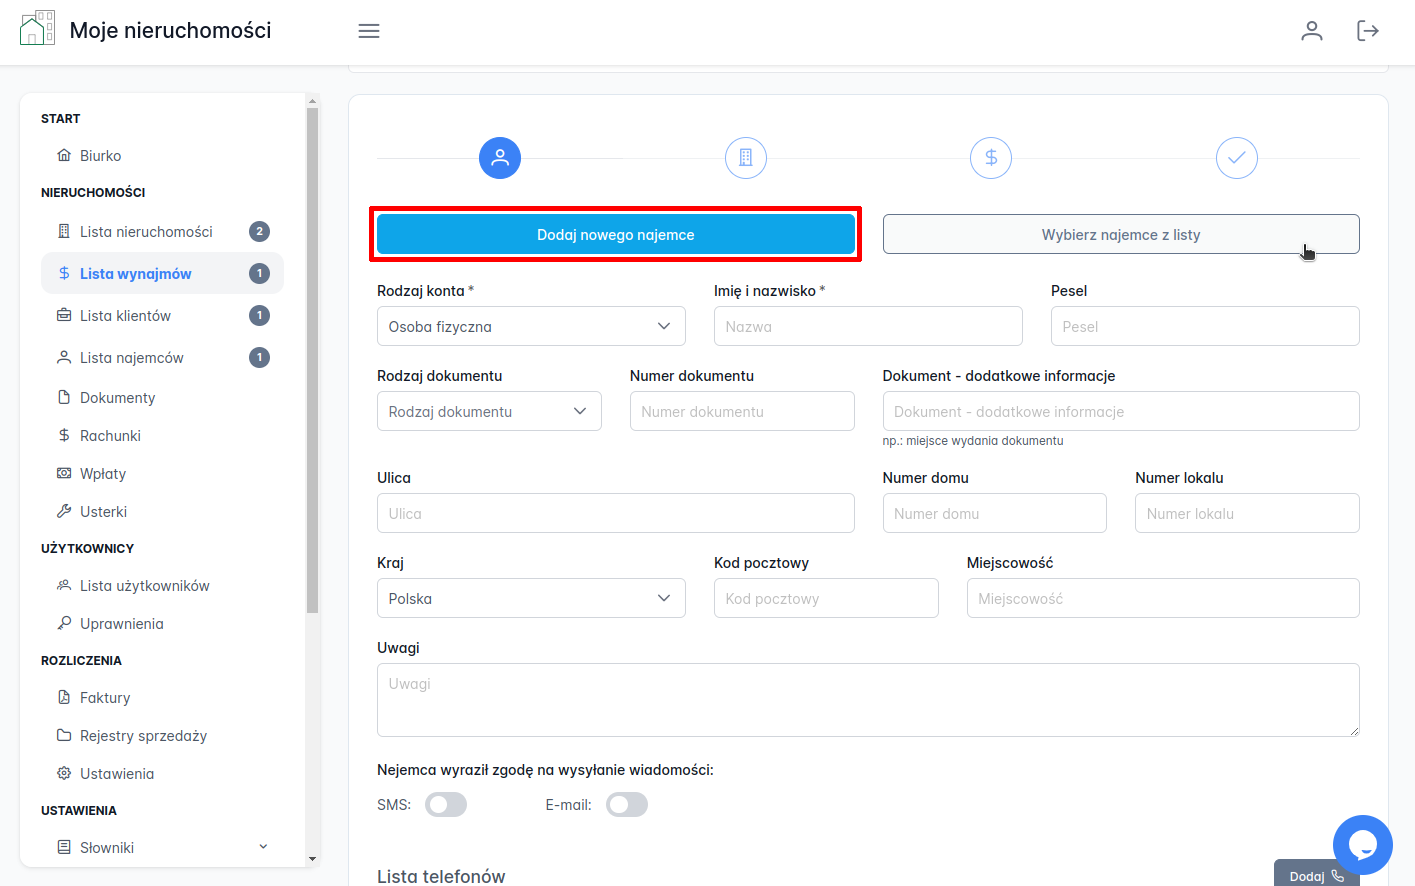 Moje nieruchomości
START
Biurko
NIERUCHOMOŚCI
Lista nieruchomości 2
Lista wynajmów 1
Lista klientów 1
Lista najemców 1
Dokumenty
Rachunki
Wpłaty
Usterki
UŻYTKOWNICY
Lista użytkowników
Uprawnienia
ROZLICZENIA
Faktury
Rejestry sprzedaży
Ustawienia
USTAWIENIA
Słowniki
Dodaj nowego najemce Wybierz najemce z listy
Rodzaj konta * Imię i nazwisko * Pesel
Osoba fizyczna Nazwa Pesel
Rodzaj dokumentu Numer dokumentu Dokument - dodatkowe informacje
Rodzaj dokumentu Numer dokumentu Dokument - dodatkowe informacje
np.: miejsce wydania dokumentu
Ulica Numer domu Numer lokalu
Ulica Numer domu Numer lokalu
Kraj Kod pocztowy Miejscowość
Polska Kod pocztowy Miejscowość
Uwagi
Uwagi
Nejemca wyraził zgodę na wysyłanie wiadomości:
SMS: E-mail:
Lista telefonów Dodaj